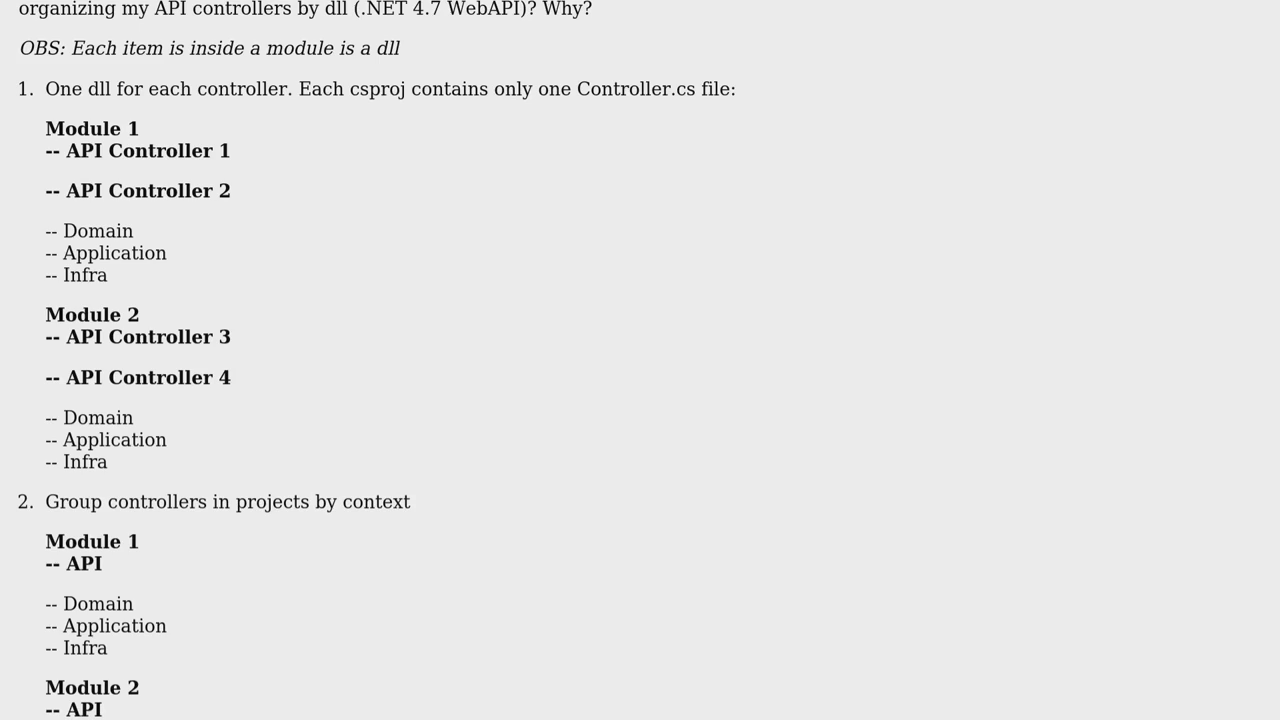 organizing my API controllers by dll (.NET 4.7 WebAPI)? Why?
OBS: Each item is inside a module is a dll
1. One dll for each controller. Each csproj contains only one Controller.cs file:
Module 1
-- API Controller 1
-- API Controller 2
-- Domain
-- Application
-- Infra
Module 2
-- API Controller 3
-- API Controller 4
-- Domain
-- Application
-- Infra
2. Group controllers in projects by context
Module 1
-- API
-- Domain
-- Application
-- Infra
Module 2
-- API